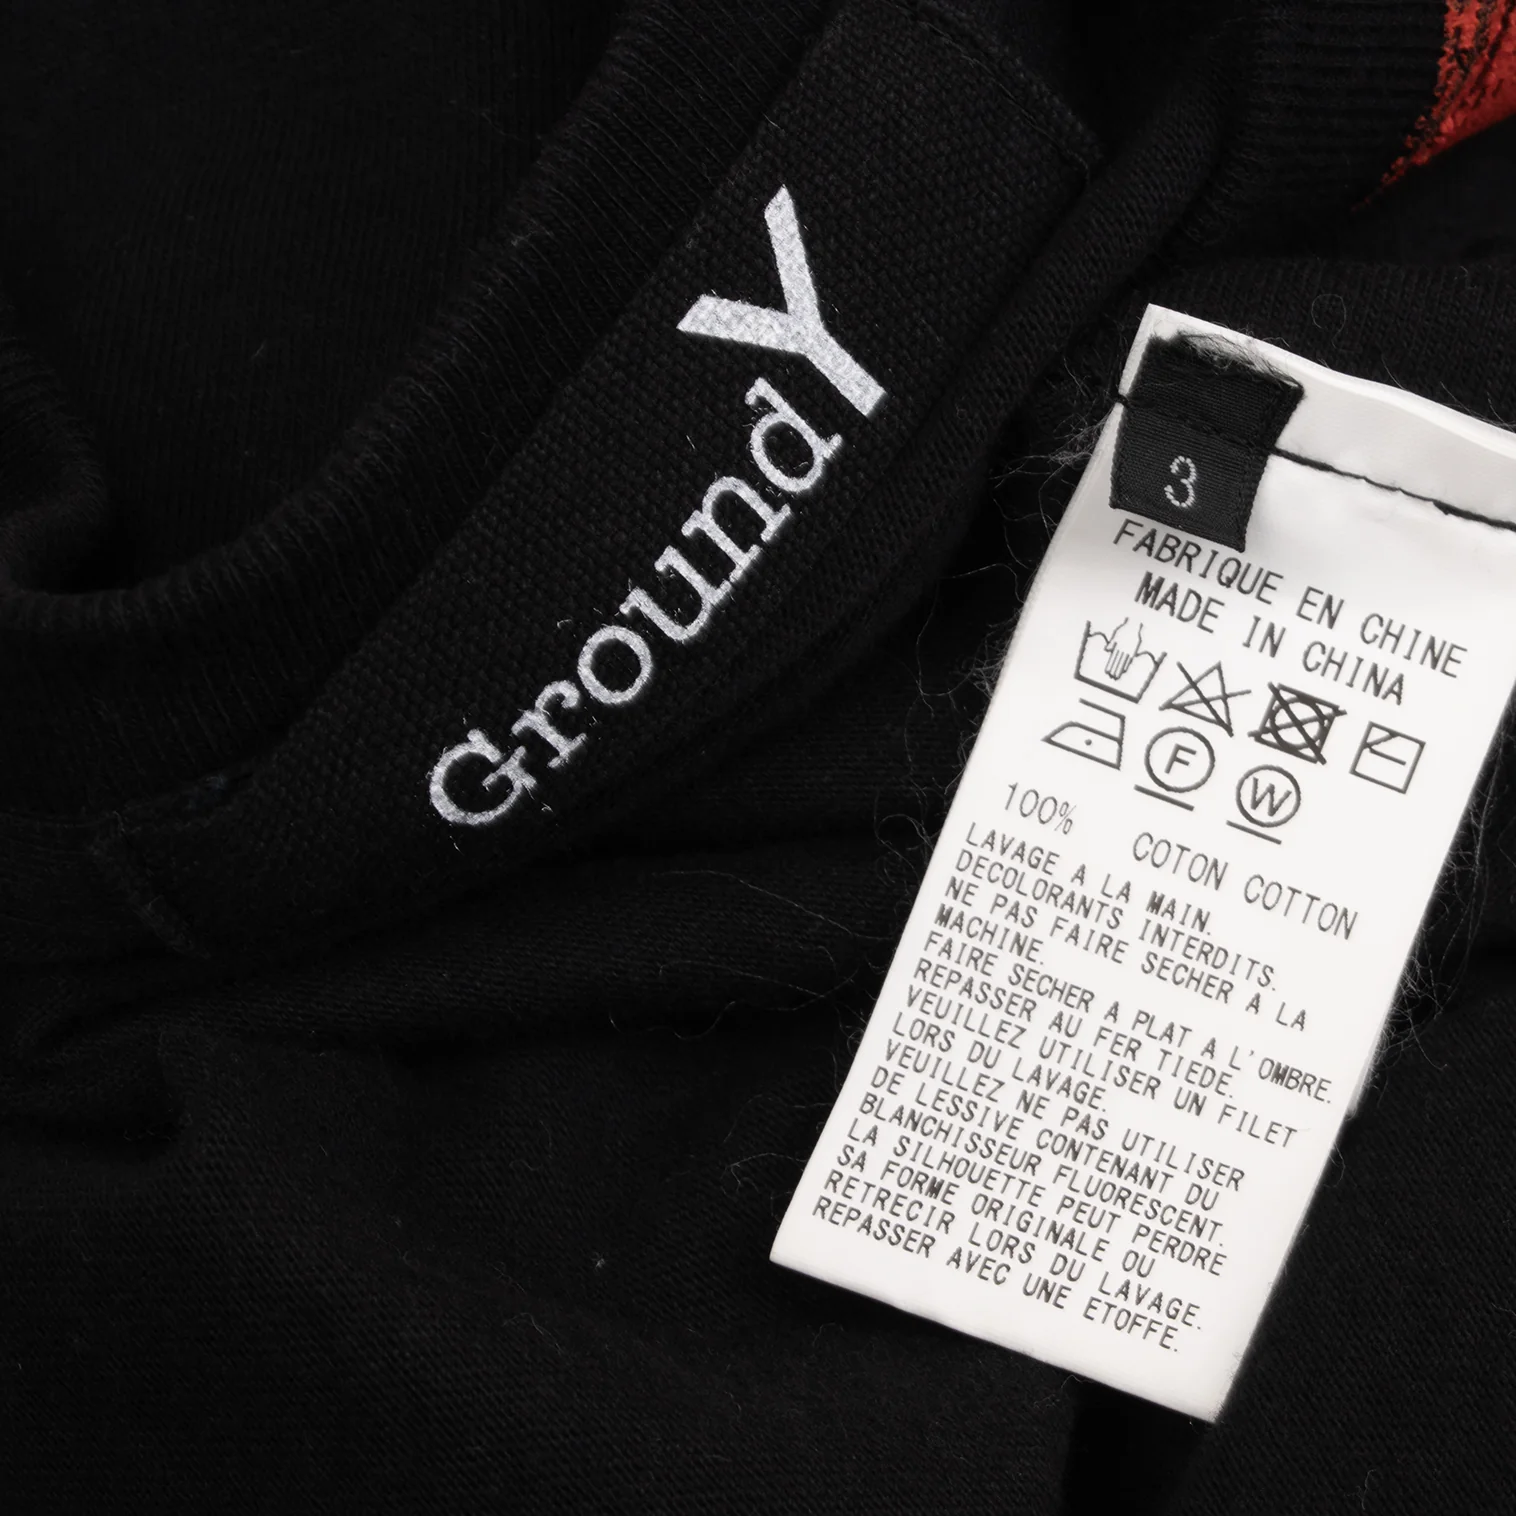 GroundY
3
FABRIQUE EN CHINE
MADE IN CHINA
F
W
100% COTON COTTON
LAVAGE A LA MAIN.
DECOLORANTS INTERDITS.
NE PAS FAIRE SECHER A LA
MACHINE.
FAIRE SECHER A PLAT A L'OMBRE.
REPASSER AU FER TIEDE.
VEUILLEZ UTILISER UN FILET
LORS DU LAVAGE.
VEUILLEZ NE PAS UTILISER
DE LESSIVE CONTENANT DU
BLANCHISSEUR FLUORESCENT.
LA SILHOUETTE PEUT PERDRE
SA FORME ORIGINALE OU
RETRECIR LORS DU LAVAGE.
REPASSER AVEC UNE ETOFFE.